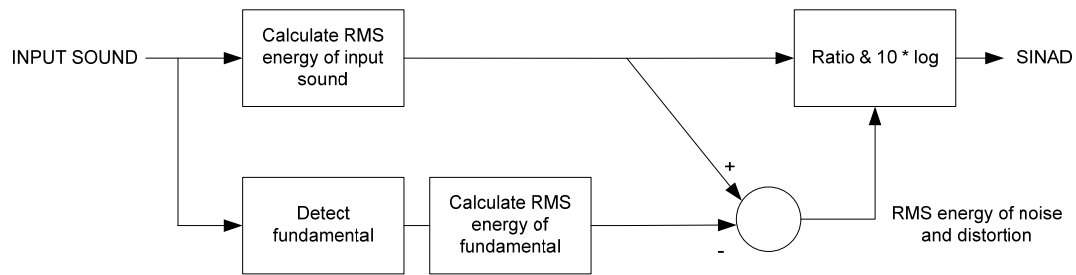 INPUT SOUND
Calculate RMS
energy of input
sound
Ratio & 10 * log
SINAD
+
Detect
fundamental
Calculate RMS
energy of
fundamental
-
RMS energy of noise
and distortion